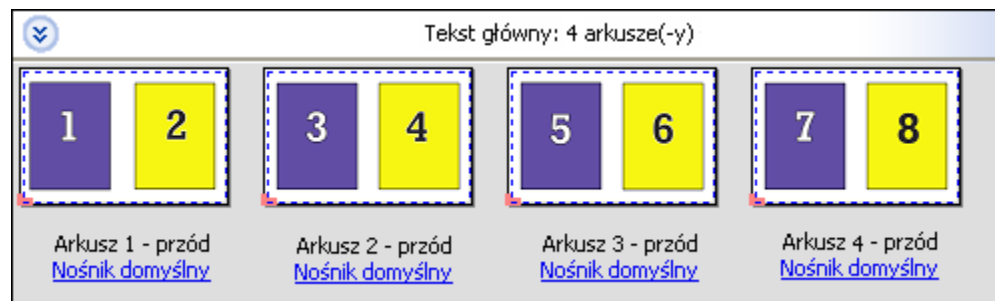 Tekst główny: 4 arkusze(-y)
1 2 3 4 5 6 7 8
Arkusz 1 - przód Arkusz 2 - przód Arkusz 3 - przód Arkusz 4 - przód
Nośnik domyślny Nośnik domyślny Nośnik domyślny Nośnik domyślny